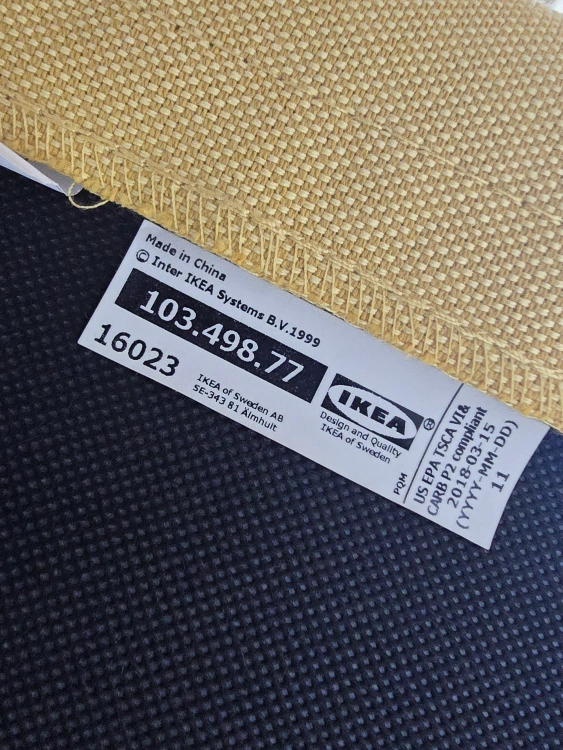 Made in China
© Inter IKEA Systems B.V.1999
103.498.77
16023
IKEA of Sweden AB
SE-343 81 Älmhult
IKEA®
Design and Quality
IKEA of Sweden
PQM
US EPA TSCA VI&
CARB P2 compliant
2018-03-15
(YYYY-MM-DD)
11